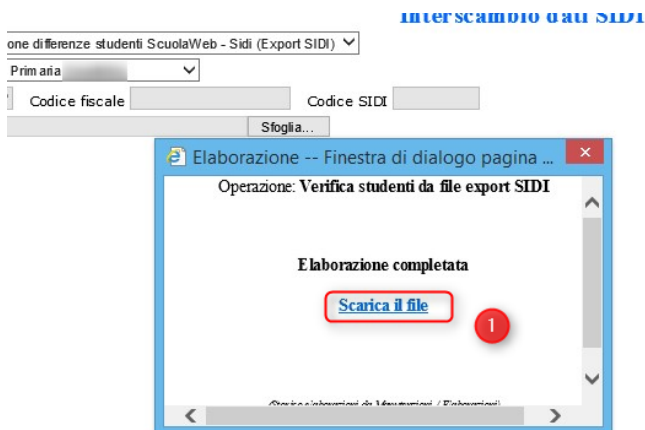 Interscambio dati SIDI
one differenze studenti ScuolaWeb - Sidi (Export SIDI)
Primaria
Codice fiscale Codice SIDI
Sfoglia...
Elaborazione -- Finestra di dialogo pagina ...
Operazione: Verifica studenti da file export SIDI
Elaborazione completata
Scarica il file
1